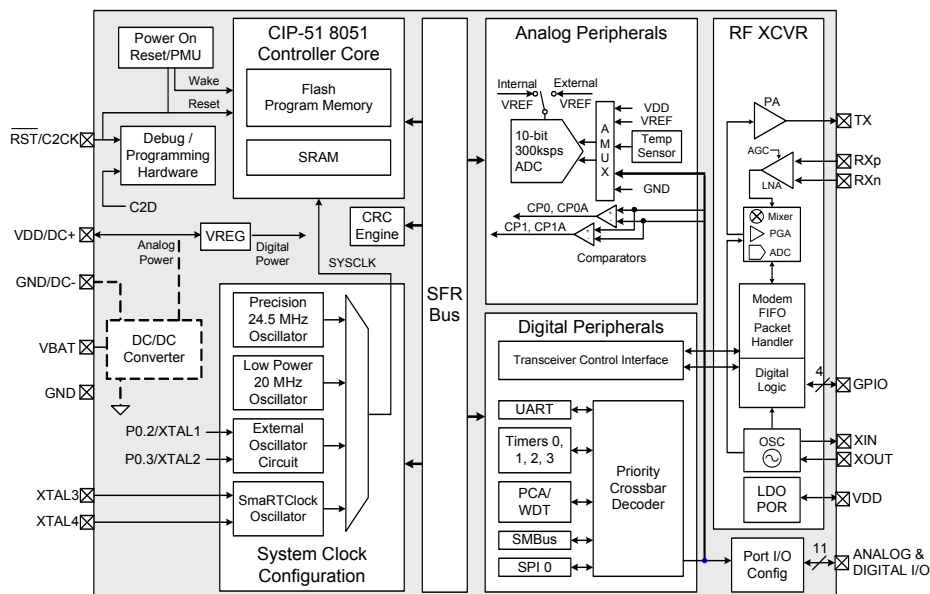 Power On
Reset/PMU
Wake
Reset
RST/C2CK
Debug /
Programming
Hardware
C2D
CIP-51 8051
Controller Core
Flash
Program Memory
SRAM
VDD/DC+
Analog
Power
VREG
Digital
Power
SYSCLK
CRC
Engine
GND/DC-
DC/DC
Converter
VBAT
GND
Precision
24.5 MHz
Oscillator
Low Power
20 MHz
Oscillator
P0.2/XTAL1
P0.3/XTAL2
External
Oscillator
Circuit
XTAL3
XTAL4
SmaRTClock
Oscillator
System Clock
Configuration
SFR
Bus
Analog Peripherals
Internal
VREF
External
VREF
10-bit
300ksps
ADC
A
M
U
X
VDD
VREF
Temp
Sensor
GND
CP0, CP0A
CP1, CP1A
+
-
+
-
Comparators
Digital Peripherals
Transceiver Control Interface
UART
Timers 0,
1, 2, 3
PCA/
WDT
SMBus
SPI 0
Priority
Crossbar
Decoder
RF XCVR
PA
TX
AGC
LNA
RXp
RXn
Mixer
PGA
ADC
Modem
FIFO
Packet
Handler
Digital
Logic
4
GPIO
OSC
XIN
XOUT
LDO
POR
VDD
Port I/O
Config
11
ANALOG &
DIGITAL I/O